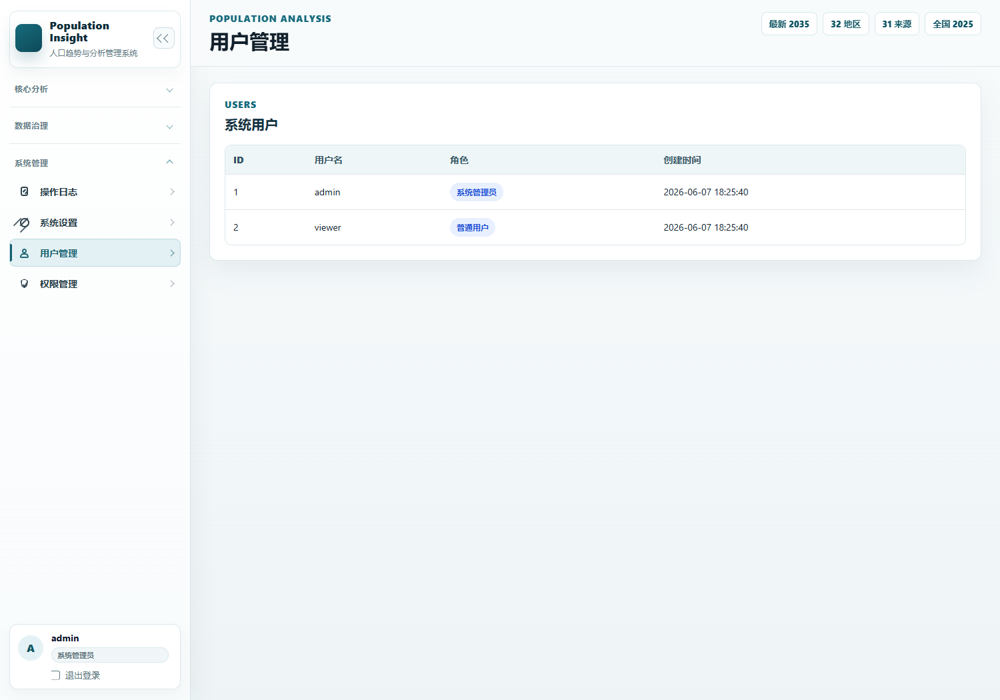 Population
Insight
人口趋势与分析管理系统
核心分析
数据治理
系统管理
操作日志
系统设置
用户管理
权限管理
A
admin
系统管理员
退出登录
POPULATION ANALYSIS
用户管理
最新 2035
32 地区
31 来源
全国 2025
USERS
系统用户
ID 用户名 角色 创建时间
1 admin 系统管理员 2026-06-07 18:25:40
2 viewer 普通用户 2026-06-07 18:25:40